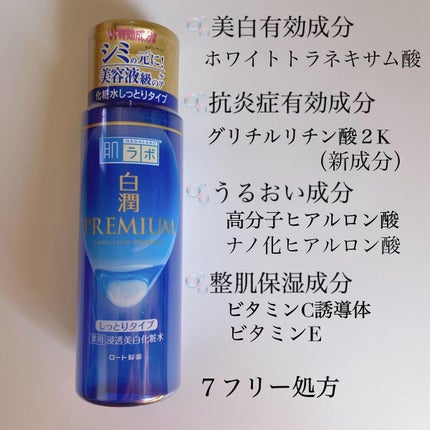 有効成分
シミの元に!
美容液級の
化粧水しっとりタイプ
HADALABO
肌ラボ
白潤
PREMIUM
しっとりタイプ
薬用 浸透美白化粧水
ロート製薬
美白有効成分
ホワイトトラネキサム酸
抗炎症有効成分
グリチルリチン酸2K
(新成分)
うるおい成分
高分子ヒアルロン酸
ナノ化ヒアルロン酸
整肌保湿成分
ビタミンC誘導体
ビタミンE
7フリー処方